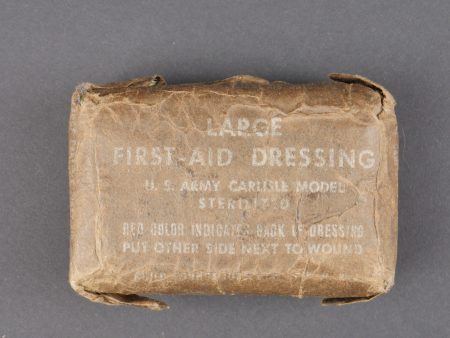 LARGE
FIRST-AID DRESSING
U. S. ARMY CARLISLE MODEL
STERILIZED
RED COLOR INDICATES BACK OF DRESSING
PUT OTHER SIDE NEXT TO WOUND